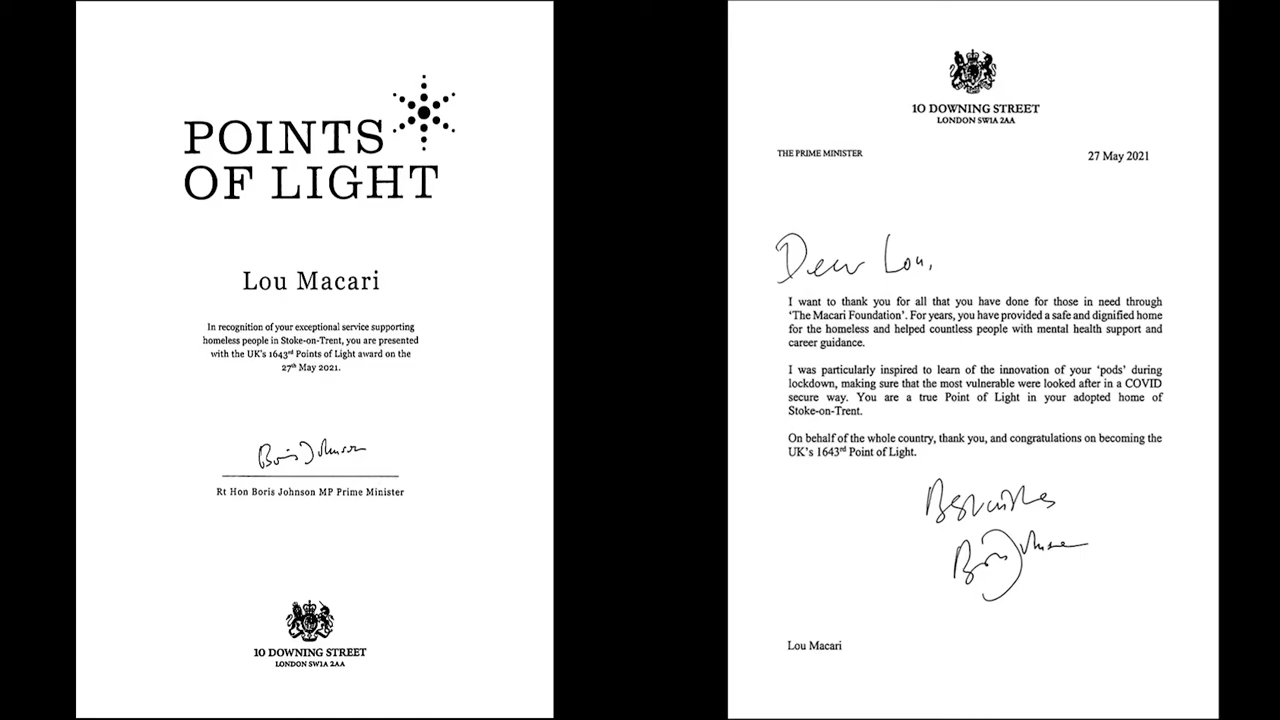 POINTS
OF LIGHT
Lou Macari
In recognition of your exceptional service supporting
homeless people in Stoke-on-Trent, you are presented
with the UK's 1643rd Points of Light award on the
27th May 2021.
Boris Johnson
Rt Hon Boris Johnson MP Prime Minister
10 DOWNING STREET
LONDON SW1A 2AA
10 DOWNING STREET
LONDON SW1A 2AA
THE PRIME MINISTER
27 May 2021
Dear Lou,
I want to thank you for all that you have done for those in need through
‘The Macari Foundation’. For years, you have provided a safe and dignified home
for the homeless and helped countless people with mental health support and
career guidance.
I was particularly inspired to learn of the innovation of your ‘pods’ during
lockdown, making sure that the most vulnerable were looked after in a COVID
secure way. You are a true Point of Light in your adopted home of
Stoke-on-Trent.
On behalf of the whole country, thank you, and congratulations on becoming the
UK's 1643rd Point of Light.
Best wishes
Boris Johnson
Lou Macari